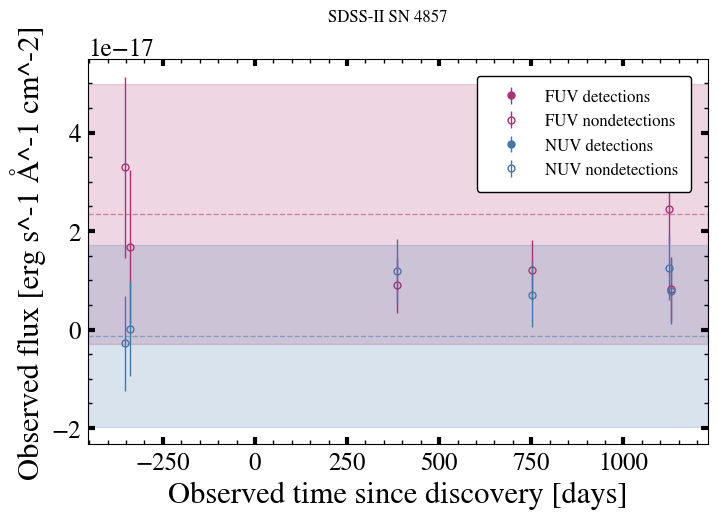 SDSS-II SN 4857
1e−17
Observed flux [erg s^-1 Å^-1 cm^-2]
4
2
0
−2
FUV detections
FUV nondetections
NUV detections
NUV nondetections
−250 0 250 500 750 1000
Observed time since discovery [days]